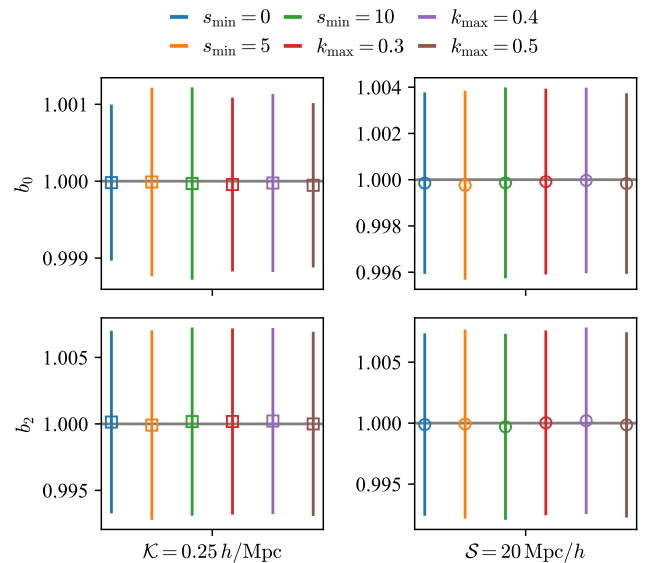 s_min = 0 s_min = 10 k_max = 0.4
s_min = 5 k_max = 0.3 k_max = 0.5
b_0
1.001
1.000
0.999
1.004
1.002
1.000
0.998
0.996
b_2
1.005
1.000
0.995
1.005
1.000
0.995
𝒦 = 0.25 h/Mpc
𝒮 = 20 Mpc/h